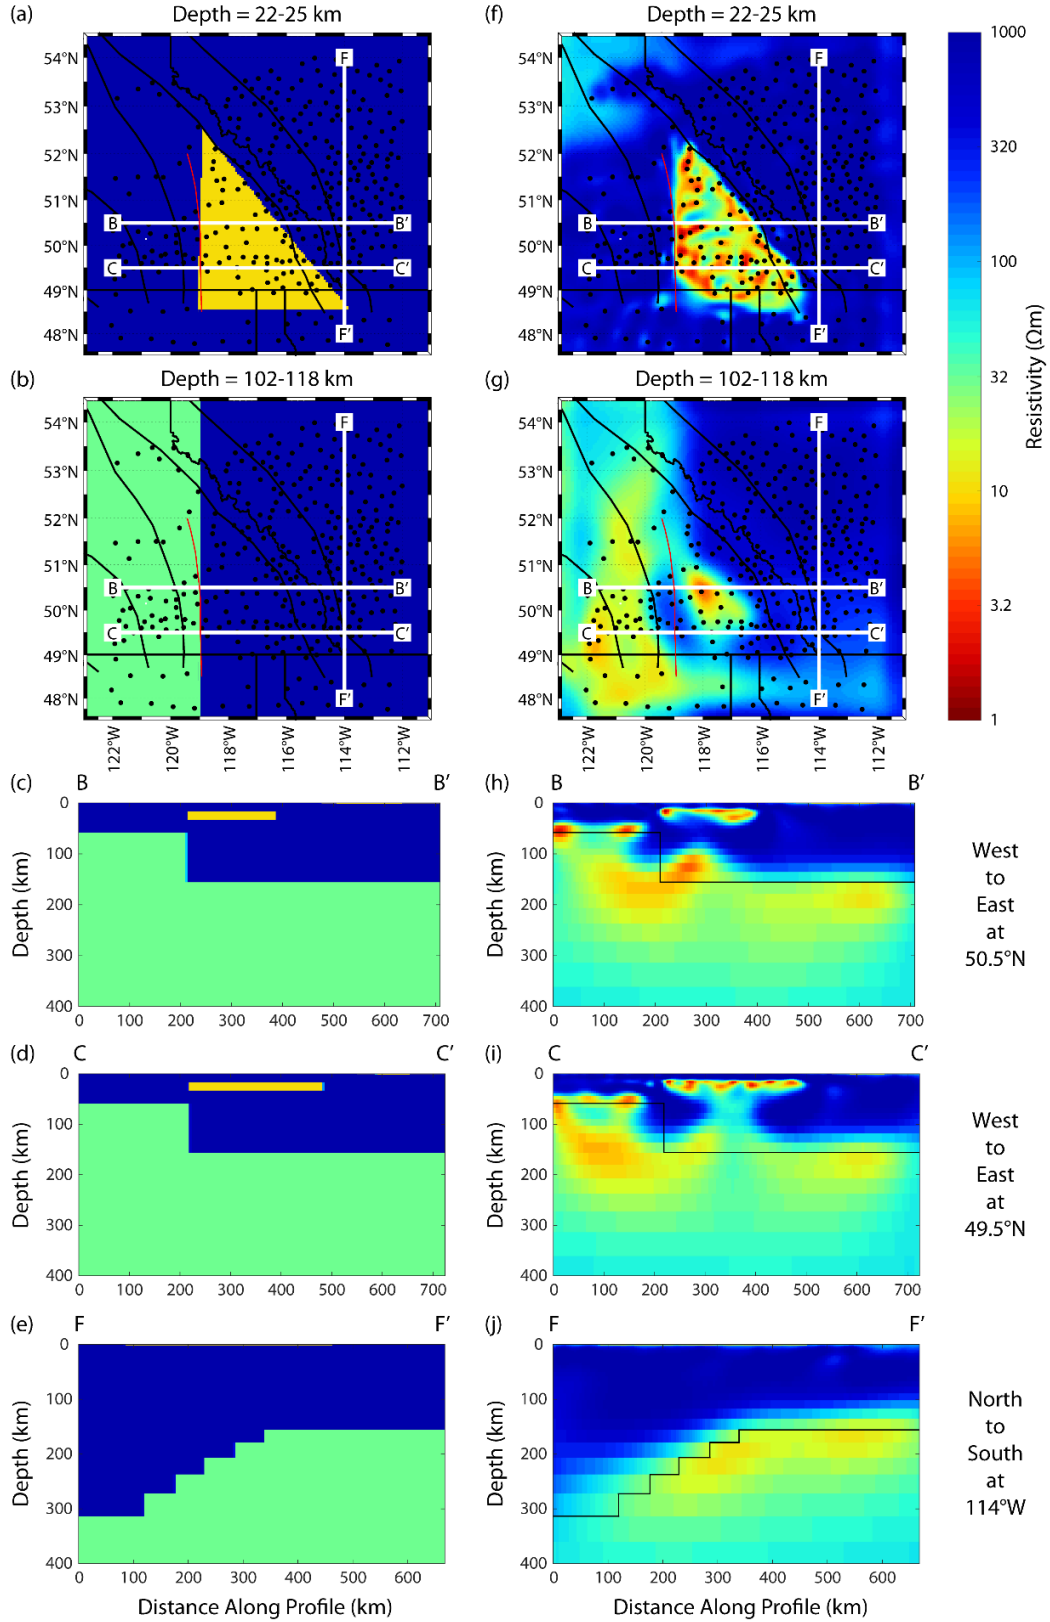 (a) Depth = 22-25 km
54°N
53°N
52°N
51°N
50°N
49°N
48°N
F
B B′
C C′
F′
(f) Depth = 22-25 km
54°N
53°N
52°N
51°N
50°N
49°N
48°N
F
B B′
C C′
F′
1000
320
100
32
10
3.2
1
Resistivity (Ωm)
(b) Depth = 102-118 km
54°N
53°N
52°N
51°N
50°N
49°N
48°N
F
B B′
C C′
F′
122°W 120°W 118°W 116°W 114°W 112°W
(g) Depth = 102-118 km
54°N
53°N
52°N
51°N
50°N
49°N
48°N
F
B B′
C C′
F′
122°W 120°W 118°W 116°W 114°W 112°W
(c) B B′
0
100
200
300
400
Depth (km)
0 100 200 300 400 500 600 700
(h) B B′
0
100
200
300
400
Depth (km)
0 100 200 300 400 500 600 700
West
to
East
at
50.5°N
(d) C C′
0
100
200
300
400
Depth (km)
0 100 200 300 400 500 600 700
(i) C C′
0
100
200
300
400
Depth (km)
0 100 200 300 400 500 600 700
West
to
East
at
49.5°N
(e) F F′
0
100
200
300
400
Depth (km)
0 100 200 300 400 500 600
Distance Along Profile (km)
(j) F F′
0
100
200
300
400
Depth (km)
0 100 200 300 400 500 600
Distance Along Profile (km)
North
to
South
at
114°W